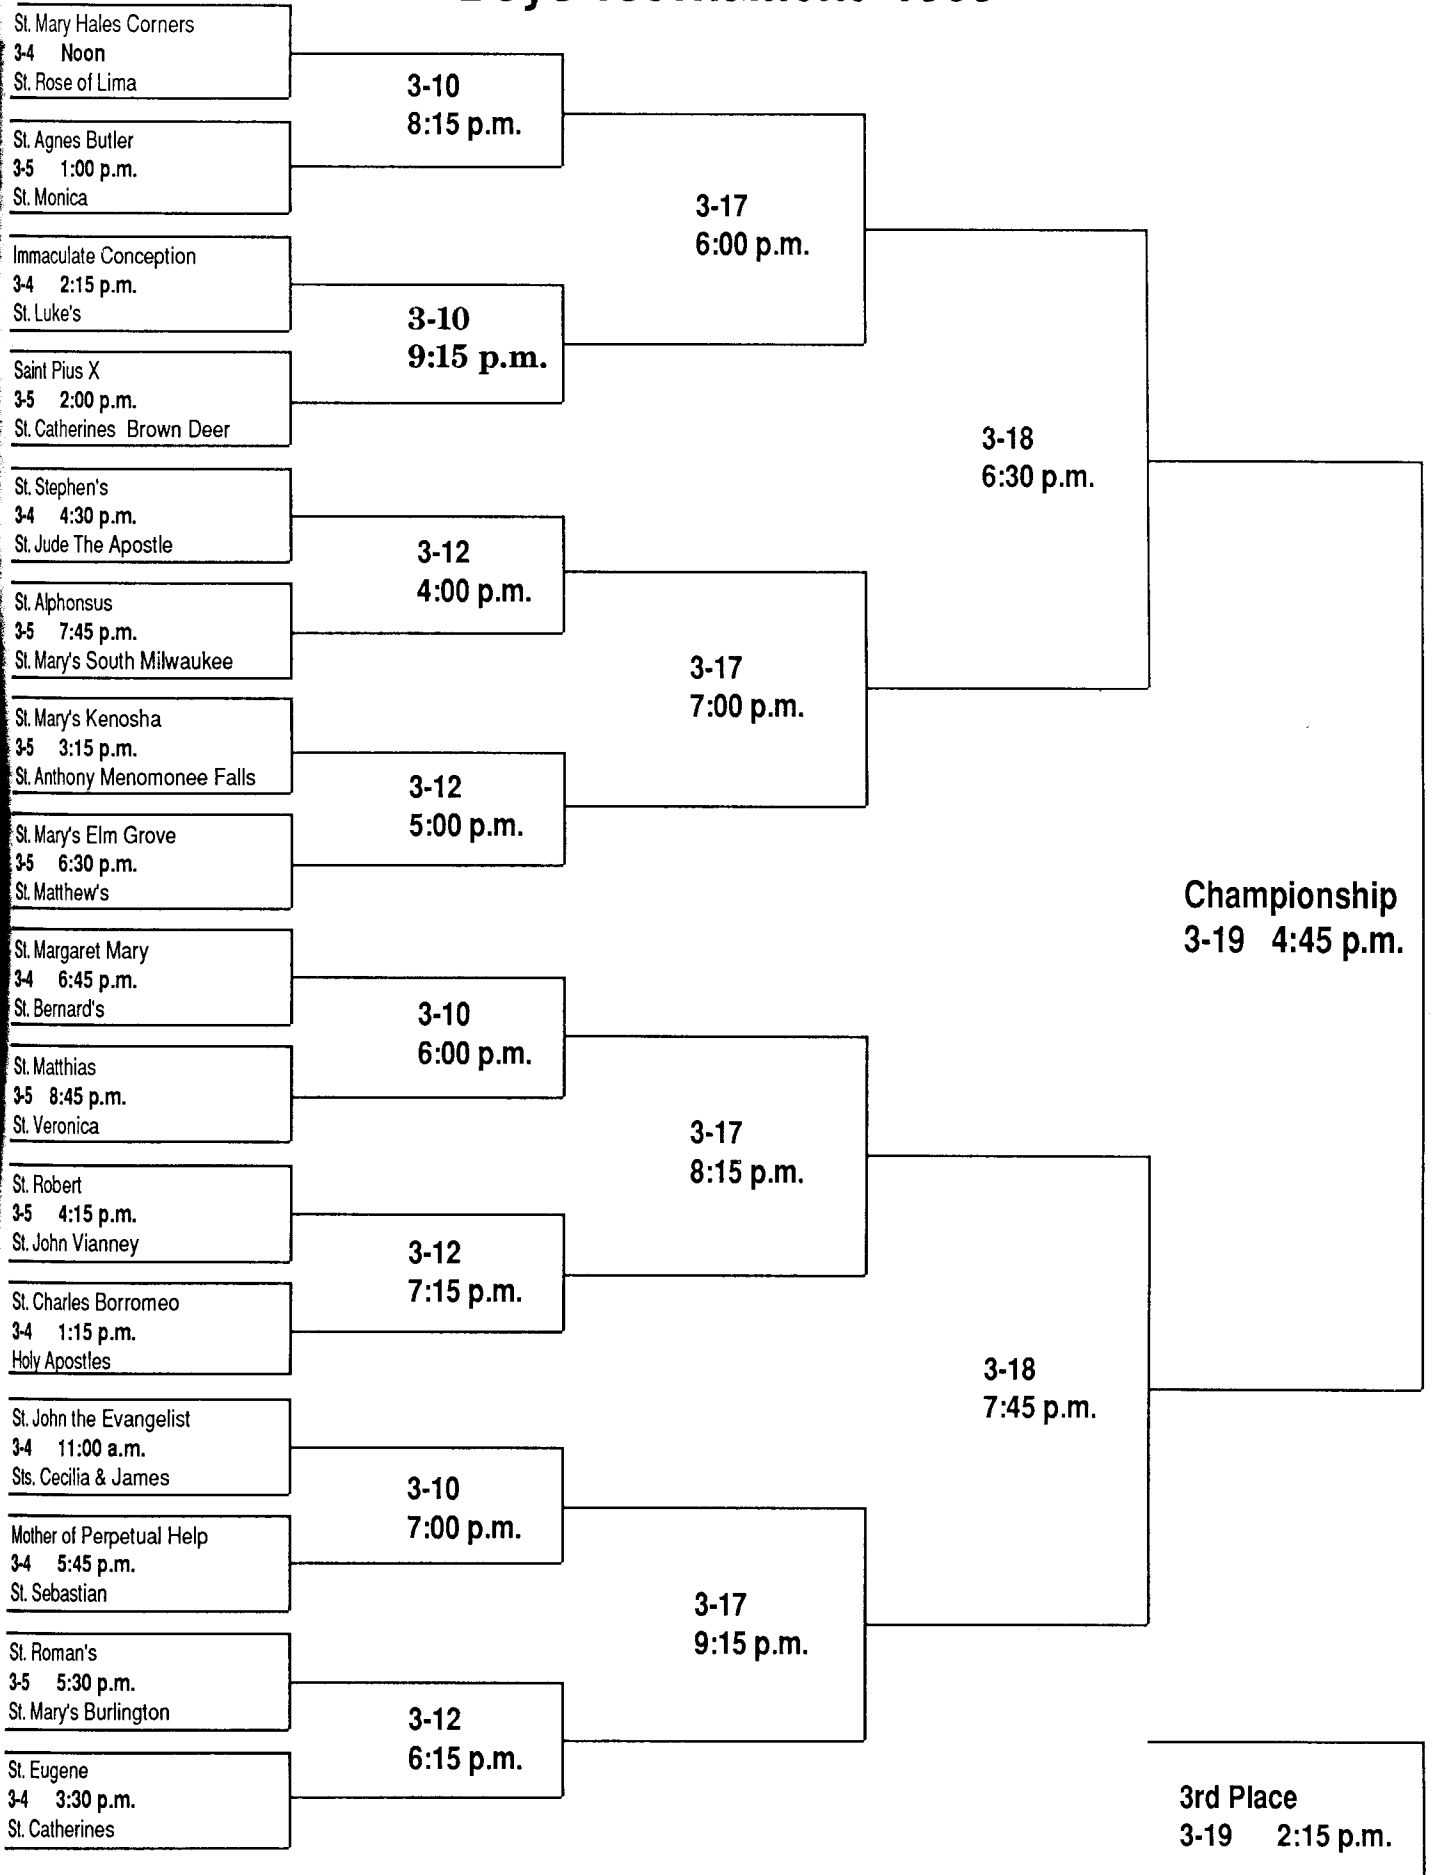 St. Mary Hales Corners
3-4 Noon
St. Rose of Lima
St. Agnes Butler
3-5 1:00 p.m.
St. Monica
Immaculate Conception
3-4 2:15 p.m.
St. Luke's
Saint Pius X
3-5 2:00 p.m.
St. Catherines Brown Deer
St. Stephen's
3-4 4:30 p.m.
St. Jude The Apostle
St. Alphonsus
3-5 7:45 p.m.
St. Mary's South Milwaukee
St. Mary's Kenosha
3-5 3:15 p.m.
St. Anthony Menomonee Falls
St. Mary's Elm Grove
3-5 6:30 p.m.
St. Matthew's
St. Margaret Mary
3-4 6:45 p.m.
St. Bernard's
St. Matthias
3-5 8:45 p.m.
St. Veronica
St. Robert
3-5 4:15 p.m.
St. John Vianney
St. Charles Borromeo
3-4 1:15 p.m.
Holy Apostles
St. John the Evangelist
3-4 11:00 a.m.
Sts. Cecilia & James
Mother of Perpetual Help
3-4 5:45 p.m.
St. Sebastian
St. Roman's
3-5 5:30 p.m.
St. Mary's Burlington
St. Eugene
3-4 3:30 p.m.
St. Catherines
3-10
8:15 p.m.
3-10
9:15 p.m.
3-12
4:00 p.m.
3-12
5:00 p.m.
3-10
6:00 p.m.
3-12
7:15 p.m.
3-10
7:00 p.m.
3-12
6:15 p.m.
3-17
6:00 p.m.
3-17
7:00 p.m.
3-17
8:15 p.m.
3-17
9:15 p.m.
3-18
6:30 p.m.
3-18
7:45 p.m.
Championship
3-19 4:45 p.m.
3rd Place
3-19 2:15 p.m.